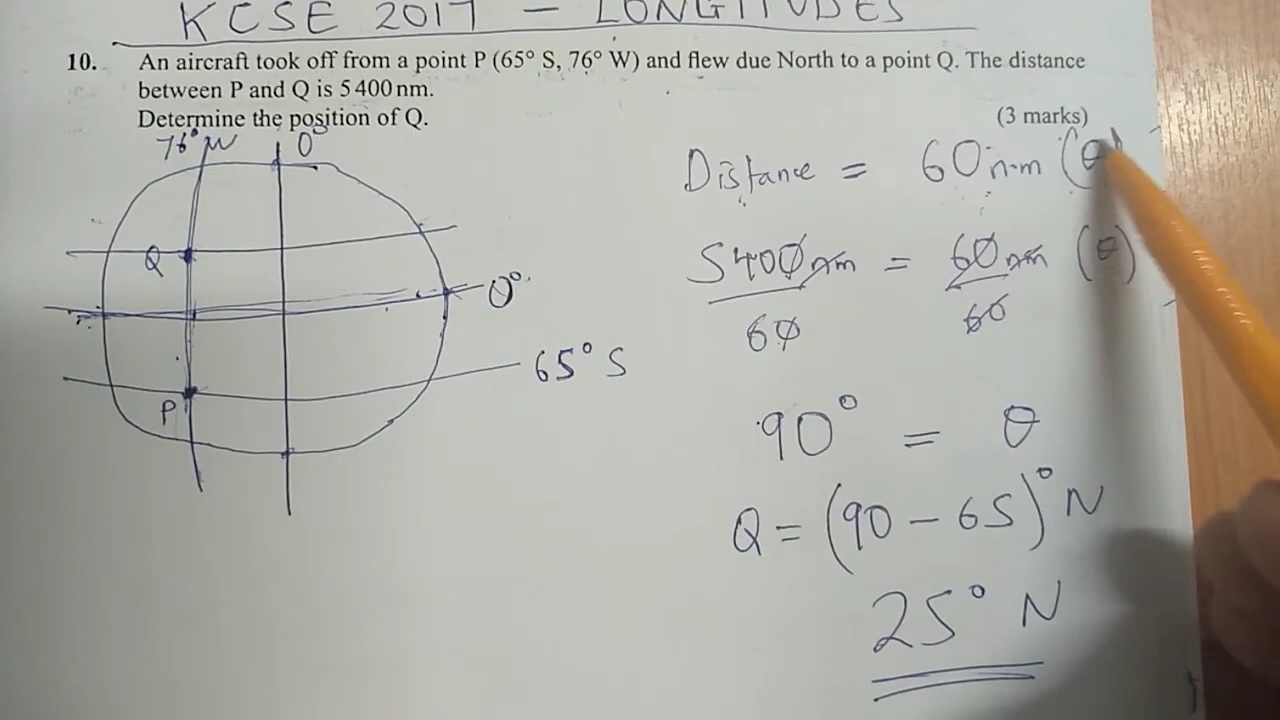 KCSE 2017 - LONGITUDES
10. An aircraft took off from a point P (65° S, 76° W) and flew due North to a point Q. The distance
between P and Q is 5400 nm.
Determine the position of Q.
(3 marks)
76° W 0°
Q
0°
65° S
P
Distance = 60 n.m (θ)
5400 nm = 60 nm (θ)
60 60
90° = θ
Q = (90 - 65)° N
25° N